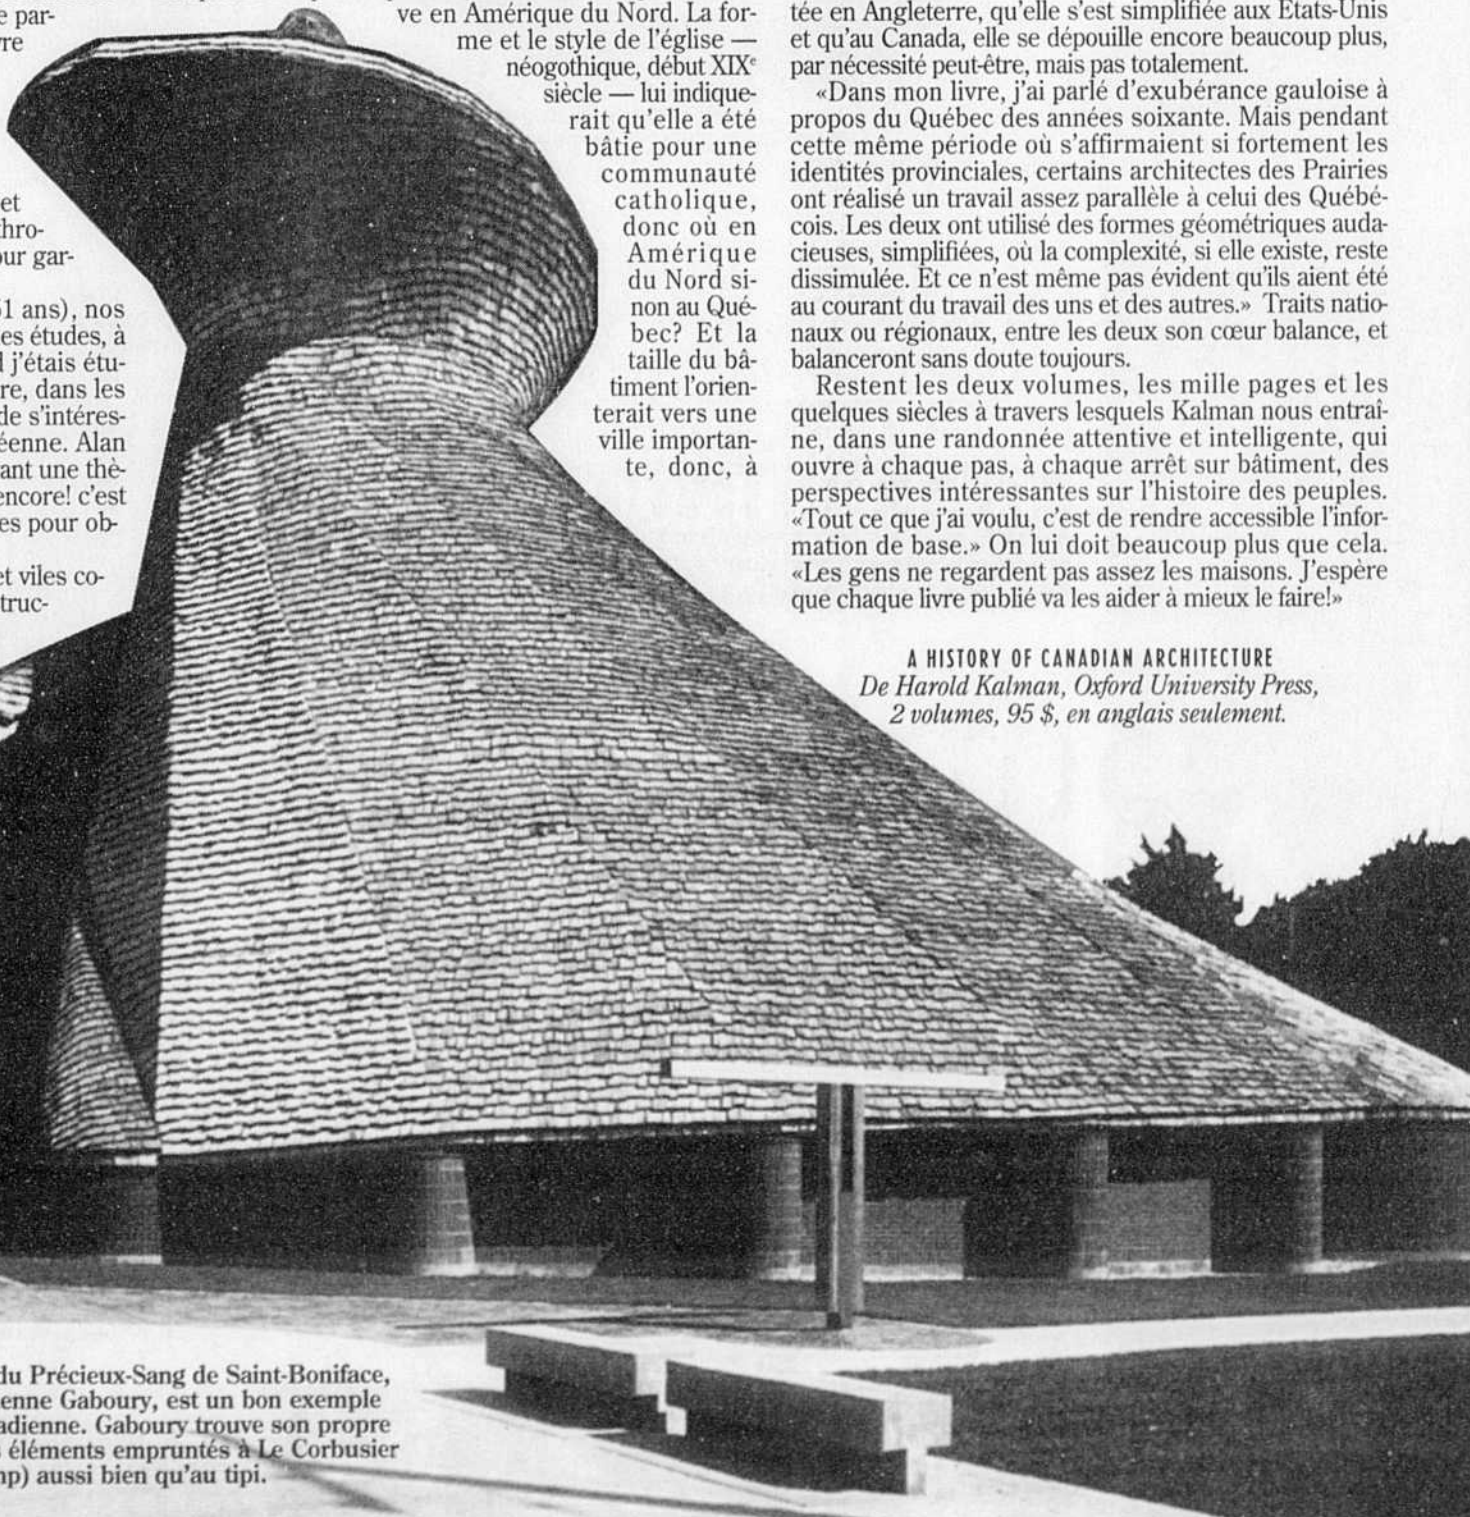 e par-
re
et
thro-
our gar-
51 ans), nos
es études, à
l j'étais étu-
re, dans les
de s'intéres-
éenne. Alan
ant une thè-
encore! c'est
es pour ob-
et viles co-
truc-
ve en Amérique du Nord. La for-
me et le style de l'église —
néogothique, début XIXe
siècle — lui indique-
rait qu'elle a été
bâtie pour une
communauté
catholique,
donc où en
Amérique
du Nord si-
non au Qué-
bec? Et la
taille du bâ-
timent l'orien-
terait vers une
ville importan-
te, donc, à
tée en Angleterre, qu'elle s'est simplifiée aux États-Unis
et qu'au Canada, elle se dépouille encore beaucoup plus,
par nécessité peut-être, mais pas totalement.
«Dans mon livre, j'ai parlé d'exubérance gauloise à
propos du Québec des années soixante. Mais pendant
cette même période où s'affirmaient si fortement les
identités provinciales, certains architectes des Prairies
ont réalisé un travail assez parallèle à celui des Québé-
cois. Les deux ont utilisé des formes géométriques auda-
cieuses, simplifiées, où la complexité, si elle existe, reste
dissimulée. Et ce n'est même pas évident qu'ils aient été
au courant du travail des uns et des autres.» Traits natio-
naux ou régionaux, entre les deux son cœur balance, et
balanceront sans doute toujours.
Restent les deux volumes, les mille pages et les
quelques siècles à travers lesquels Kalman nous entraî-
ne, dans une randonnée attentive et intelligente, qui
ouvre à chaque pas, à chaque arrêt sur bâtiment, des
perspectives intéressantes sur l'histoire des peuples.
«Tout ce que j'ai voulu, c'est de rendre accessible l'infor-
mation de base.» On lui doit beaucoup plus que cela.
«Les gens ne regardent pas assez les maisons. J'espère
que chaque livre publié va les aider à mieux le faire!»
A HISTORY OF CANADIAN ARCHITECTURE
De Harold Kalman, Oxford University Press,
2 volumes, 95 $, en anglais seulement.
du Précieux-Sang de Saint-Boniface,
enne Gaboury, est un bon exemple
adienne. Gaboury trouve son propre
s éléments empruntés à Le Corbusier
mp) aussi bien qu'au tipi.